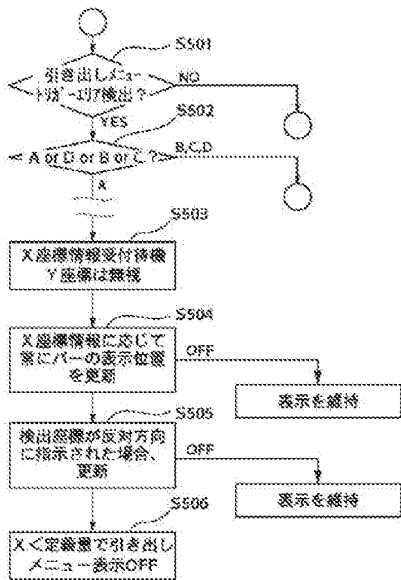 S501
引き出しメニュー
トリガーエリア検出?
NO
YES
S502
A or D or B or C?
B,C,D
A
S503
X座標情報受付待機
Y座標は無視
S504
X座標情報に応じて
常にバーの表示位置
を更新
OFF
表示を維持
S505
検出座標が反対方向
に指示された場合、
更新
OFF
表示を維持
S506
X<定義量で引き出し
メニュー表示OFF